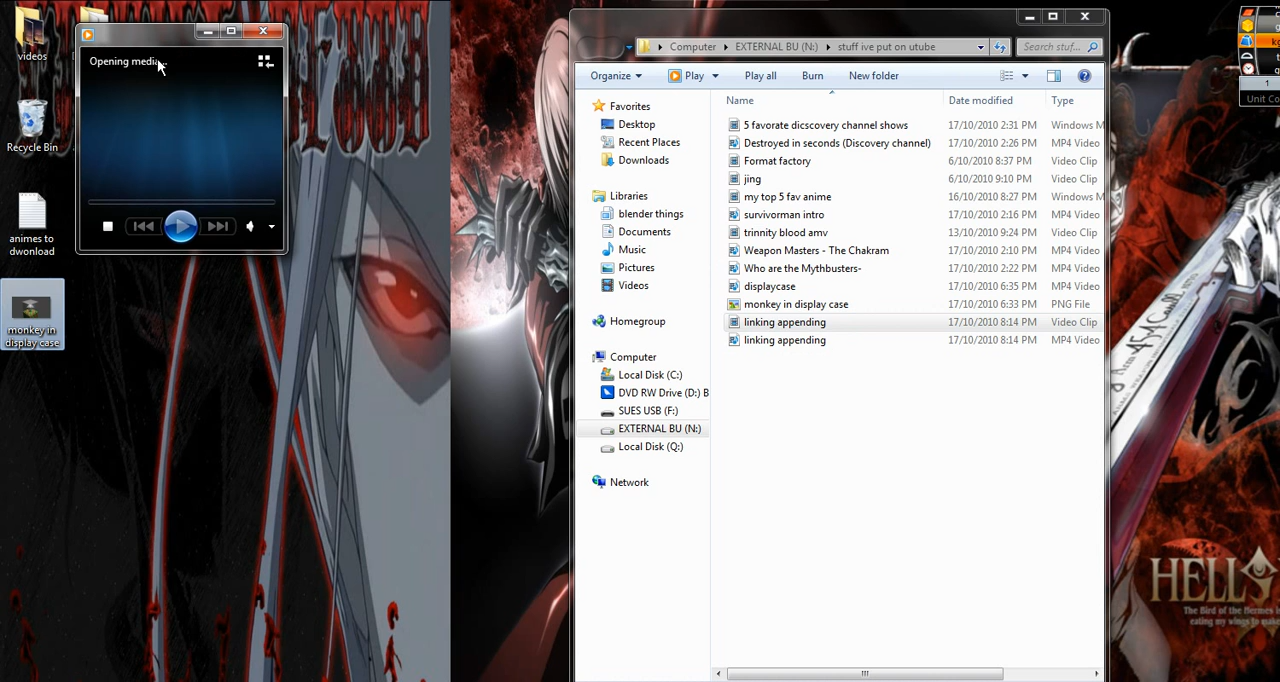 videos
Recycle Bin
animes to
dwonload
monkey in
display case
Opening media...
Computer
EXTERNAL BU (N:)
stuff ive put on utube
Search stuf...
Organize
Play
Play all
Burn
New folder
Favorites
Desktop
Recent Places
Downloads
Libraries
blender things
Documents
Music
Pictures
Videos
Homegroup
Computer
Local Disk (C:)
DVD RW Drive (D:) B
SUES USB (F:)
EXTERNAL BU (N:)
Local Disk (Q:)
Network
Name Date modified Type
5 favorate dicscovery channel shows 17/10/2010 2:31 PM Windows M
Destroyed in seconds (Discovery channel) 17/10/2010 2:26 PM MP4 Video
Format factory 6/10/2010 8:37 PM Video Clip
jing 6/10/2010 9:10 PM Video Clip
my top 5 fav anime 16/10/2010 8:27 PM Windows M
survivorman intro 17/10/2010 2:16 PM MP4 Video
trinnity blood amv 13/10/2010 9:24 PM Video Clip
Weapon Masters - The Chakram 17/10/2010 2:10 PM MP4 Video
Who are the Mythbusters- 17/10/2010 2:22 PM MP4 Video
displaycase 17/10/2010 6:35 PM MP4 Video
monkey in display case 17/10/2010 6:33 PM PNG File
linking appending 17/10/2010 8:14 PM Video Clip
linking appending 17/10/2010 8:14 PM MP4 Video
1
Unit Co
HELLS
The Bird of the Hermes i
eating my wings to make